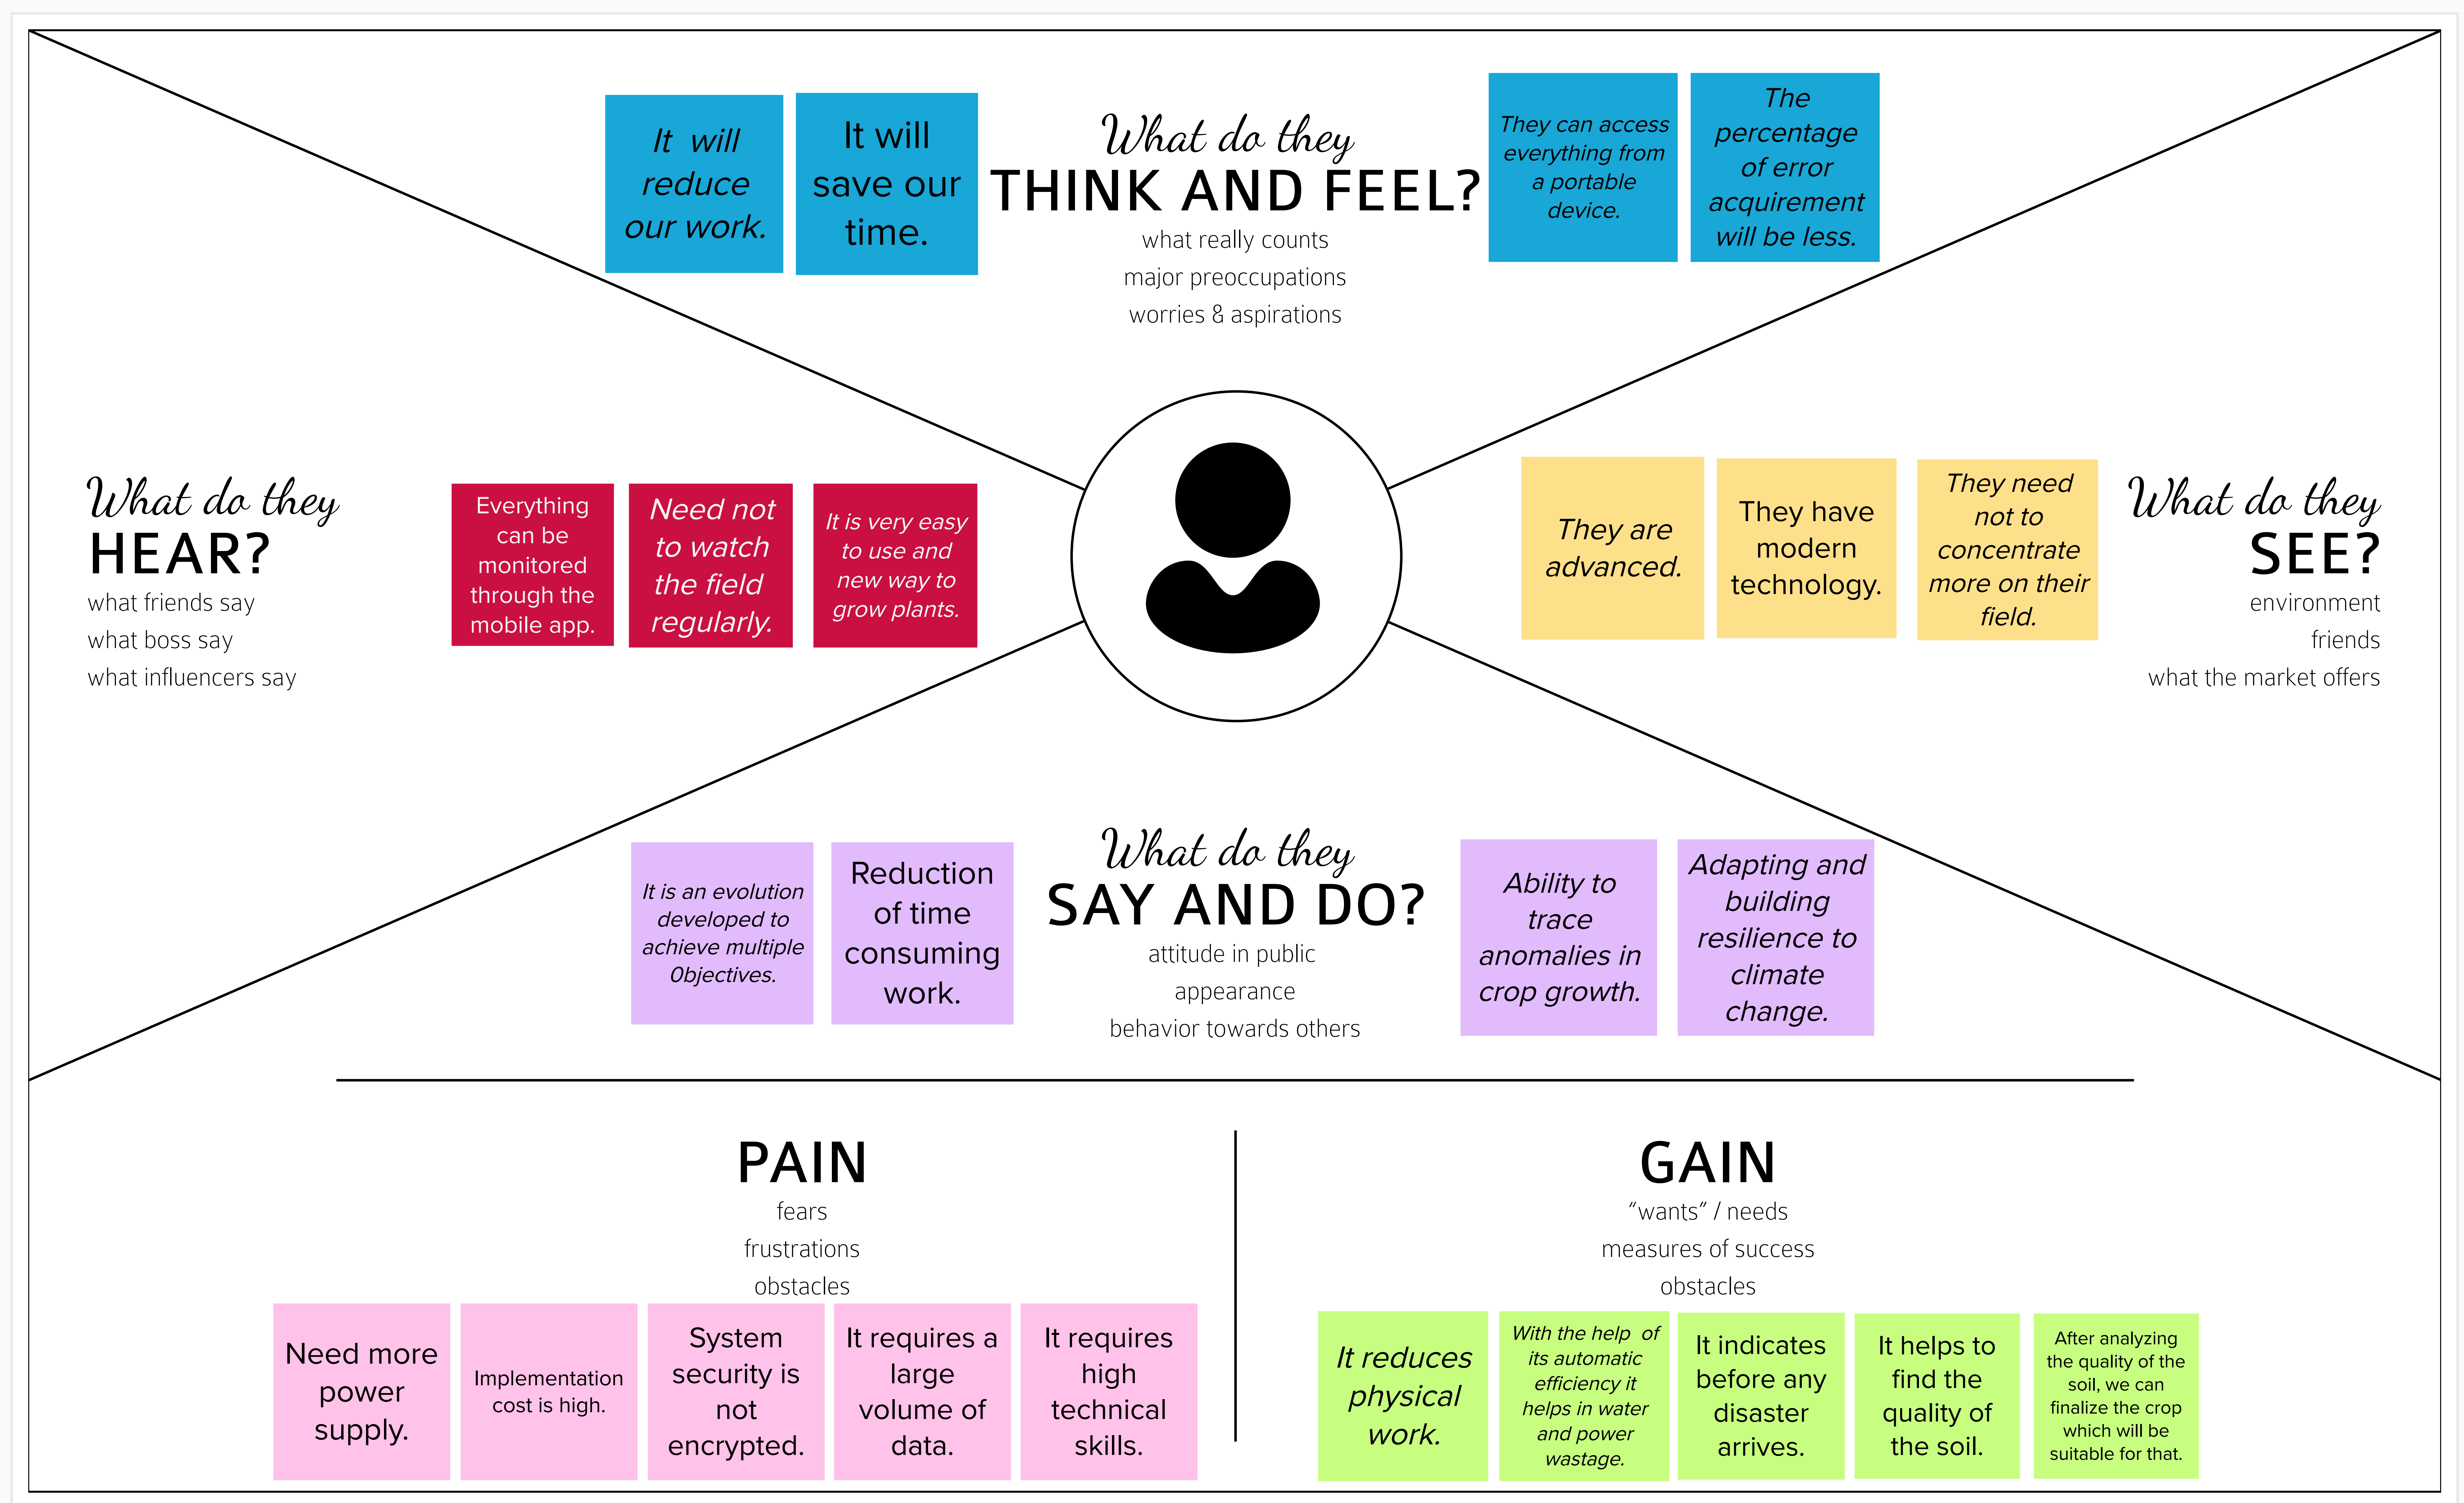 It will
reduce
our work.
It will
save our
time.
What do they
THINK AND FEEL?
what really counts
major preoccupations
worries & aspirations
They can access
everything from
a portable
device.
The
percentage
of error
acquirement
will be less.
What do they
HEAR?
what friends say
what boss say
what influencers say
Everything
can be
monitored
through the
mobile app.
Need not
to watch
the field
regularly.
It is very easy
to use and
new way to
grow plants.
They are
advanced.
They have
modern
technology.
They need
not to
concentrate
more on their
field.
What do they
SEE?
environment
friends
what the market offers
It is an evolution
developed to
achieve multiple
0bjectives.
Reduction
of time
consuming
work.
What do they
SAY AND DO?
attitude in public
appearance
behavior towards others
Ability to
trace
anomalies in
crop growth.
Adapting and
building
resilience to
climate
change.
PAIN
fears
frustrations
obstacles
Need more
power
supply.
Implementation
cost is high.
System
security is
not
encrypted.
It requires a
large
volume of
data.
It requires
high
technical
skills.
GAIN
“wants” / needs
measures of success
obstacles
It reduces
physical
work.
With the help of
its automatic
efficiency it
helps in water
and power
wastage.
It indicates
before any
disaster
arrives.
It helps to
find the
quality of
the soil.
After analyzing
the quality of the
soil, we can
finalize the crop
which will be
suitable for that.